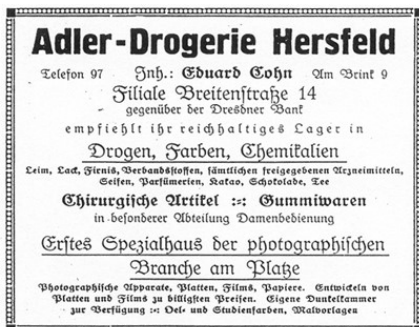 Adler-Drogerie Hersfeld
Telefon 97 Inh.: Eduard Cohn Am Brink 9
Filiale Breitenstraße 14
gegenüber der Dresdner Bank
empfiehlt ihr reichhaltiges Lager in
Drogen, Farben, Chemikalien
Leim, Lack, Firnis, Verbandstoffen, sämtlichen freigegebenen Arzneimitteln,
Seifen, Parfümerien, Kakao, Schokolade, Tee
Chirurgische Artikel :-: Gummiwaren
in besonderer Abteilung Damenbedienung
Erstes Spezialhaus der photographischen
Branche am Platze
Photographische Apparate, Platten, Films, Papiere. Entwickeln von
Platten und Films zu billigsten Preisen. Eigene Dunkelkammer
zur Verfügung :-: Oel- und Studienfarben, Malvorlagen